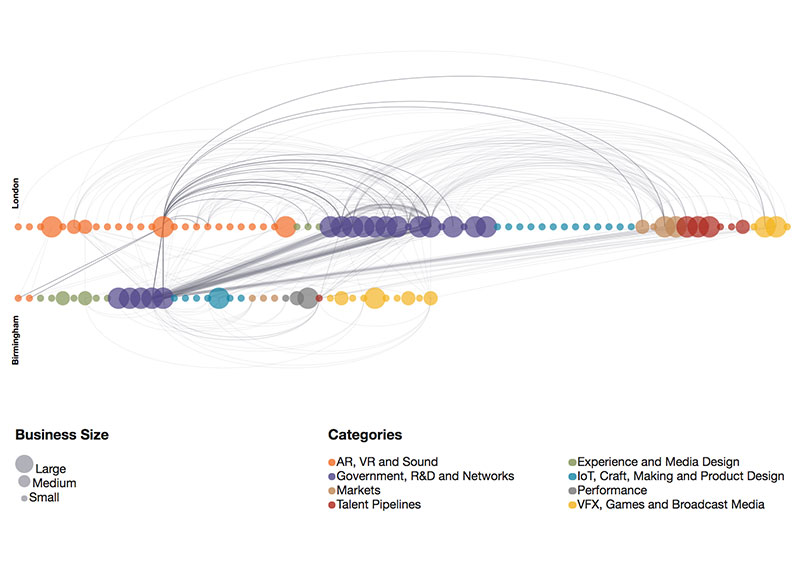 London
Birmingham
Business Size
Large
Medium
Small
Categories
AR, VR and Sound
Government, R&D and Networks
Markets
Talent Pipelines
Experience and Media Design
IoT, Craft, Making and Product Design
Performance
VFX, Games and Broadcast Media